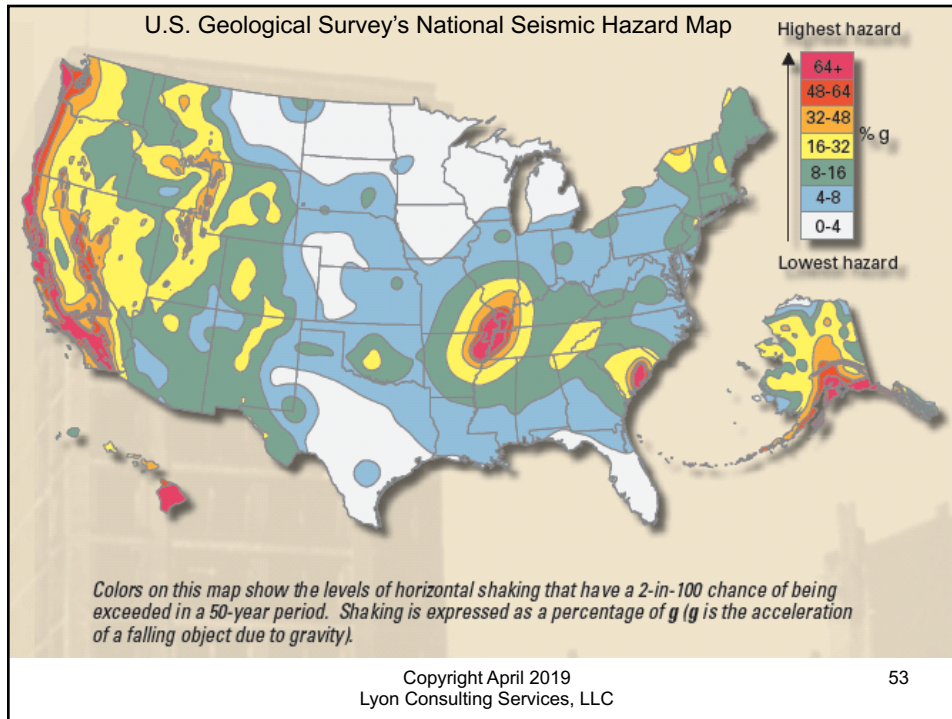 U.S. Geological Survey's National Seismic Hazard Map
Highest hazard
64+
48-64
32-48
% g
16-32
8-16
4-8
0-4
Lowest hazard
Colors on this map show the levels of horizontal shaking that have a 2-in-100 chance of being
exceeded in a 50-year period. Shaking is expressed as a percentage of g (g is the acceleration
of a falling object due to gravity).
Copyright April 2019
53
Lyon Consulting Services, LLC